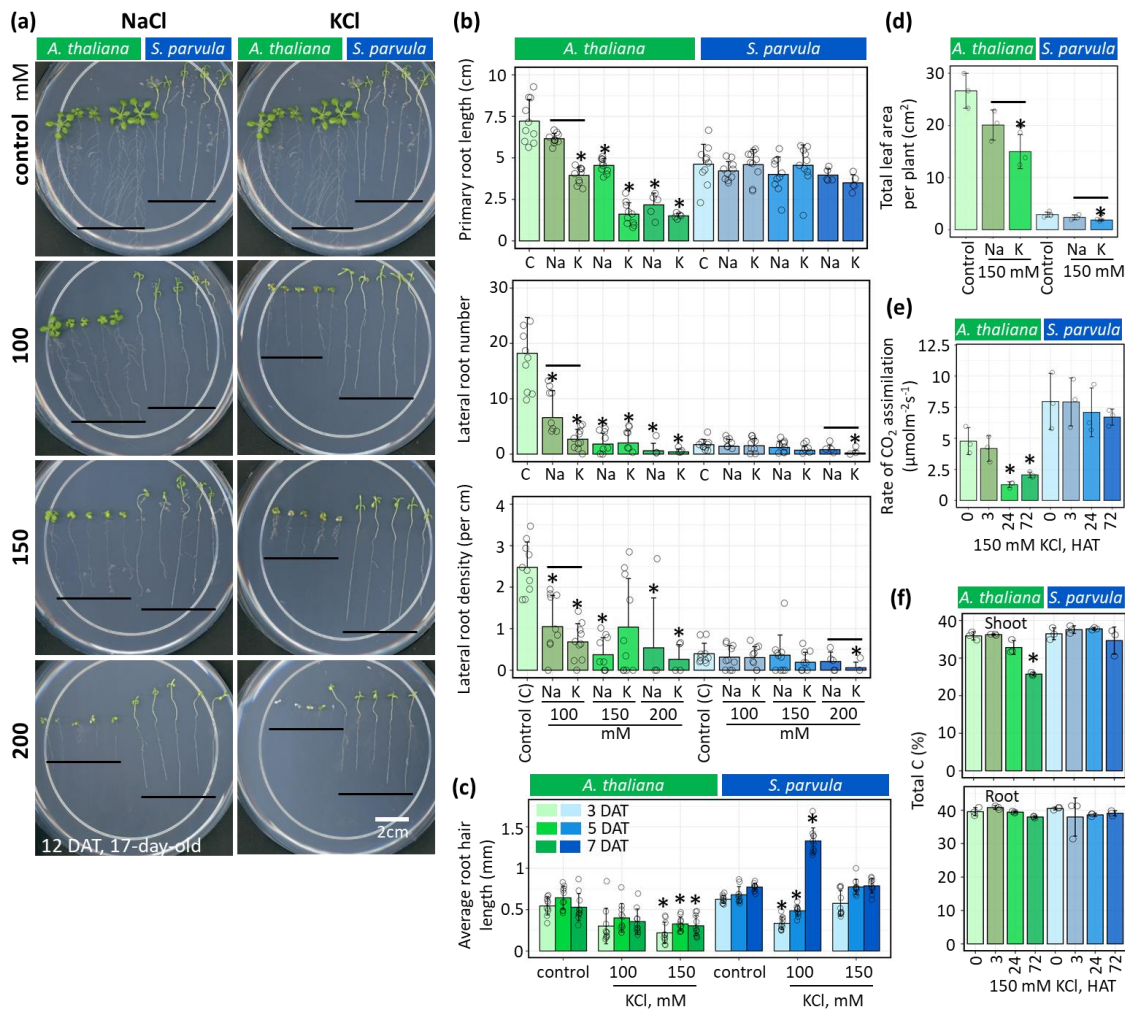 (a)
NaCl
KCl
A. thaliana
S. parvula
A. thaliana
S. parvula
control mM
100
150
200
12 DAT, 17-day-old
2cm
(b)
A. thaliana
S. parvula
Primary root length (cm)
10
7.5
5
2.5
0
* * * * * *
C Na K Na K Na K C Na K Na K Na K
Lateral root number
30
20
10
0
* * * * * * *
C Na K Na K Na K C Na K Na K Na K
Lateral root density (per cm)
4
3
2
1
0
* * * * * *
Control (C) Na K Na K Na K Control (C) Na K Na K Na K
100 150 200 100 150 200
mM mM
(c)
A. thaliana
S. parvula
3 DAT
5 DAT
7 DAT
Average root hair
length (mm)
1.5
1
0.5
0
* * * * * *
control 100 150 control 100 150
KCl, mM KCl, mM
(d)
A. thaliana
S. parvula
Total leaf area
per plant (cm²)
30
20
10
0
* *
Control Na K Control Na K
150 mM 150 mM
(e)
A. thaliana
S. parvula
Rate of CO₂ assimilation
(µmolm⁻²s⁻¹)
12.5
10
7.5
5
2.5
0
* *
0 3 24 72 0 3 24 72
150 mM KCl, HAT
(f)
A. thaliana
S. parvula
Total C (%)
Shoot
40
30
20
10
0
*
Root
40
30
20
10
0
0 3 24 72 0 3 24 72
150 mM KCl, HAT